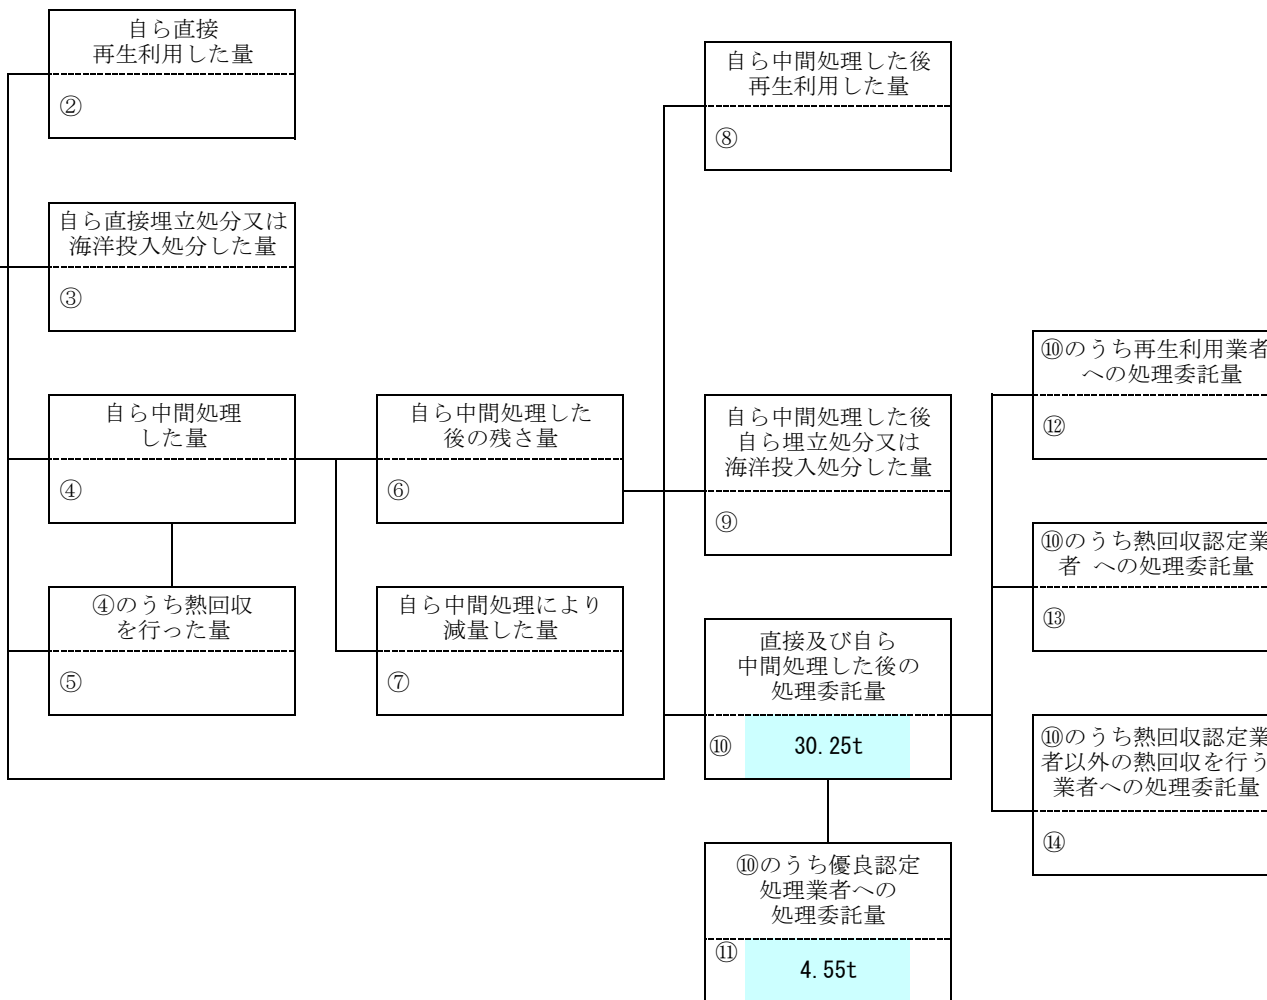 自ら直接
再生利用した量
②
自ら直接埋立処分又は
海洋投入処分した量
③
自ら中間処理
した量
④
④のうち熱回収
を行った量
⑤
自ら中間処理した
後の残さ量
⑥
自ら中間処理により
減量した量
⑦
自ら中間処理した後
再生利用した量
⑧
自ら中間処理した後
自ら埋立処分又は
海洋投入処分した量
⑨
直接及び自ら
中間処理した後の
処理委託量
⑩ 30.25t
⑩のうち優良認定
処理業者への
処理委託量
⑪
4.55t
⑩のうち再生利用業者
への処理委託量
⑫
⑩のうち熱回収認定業
者 への処理委託量
⑬
⑩のうち熱回収認定業
者以外の熱回収を行う
業者への処理委託量
⑭